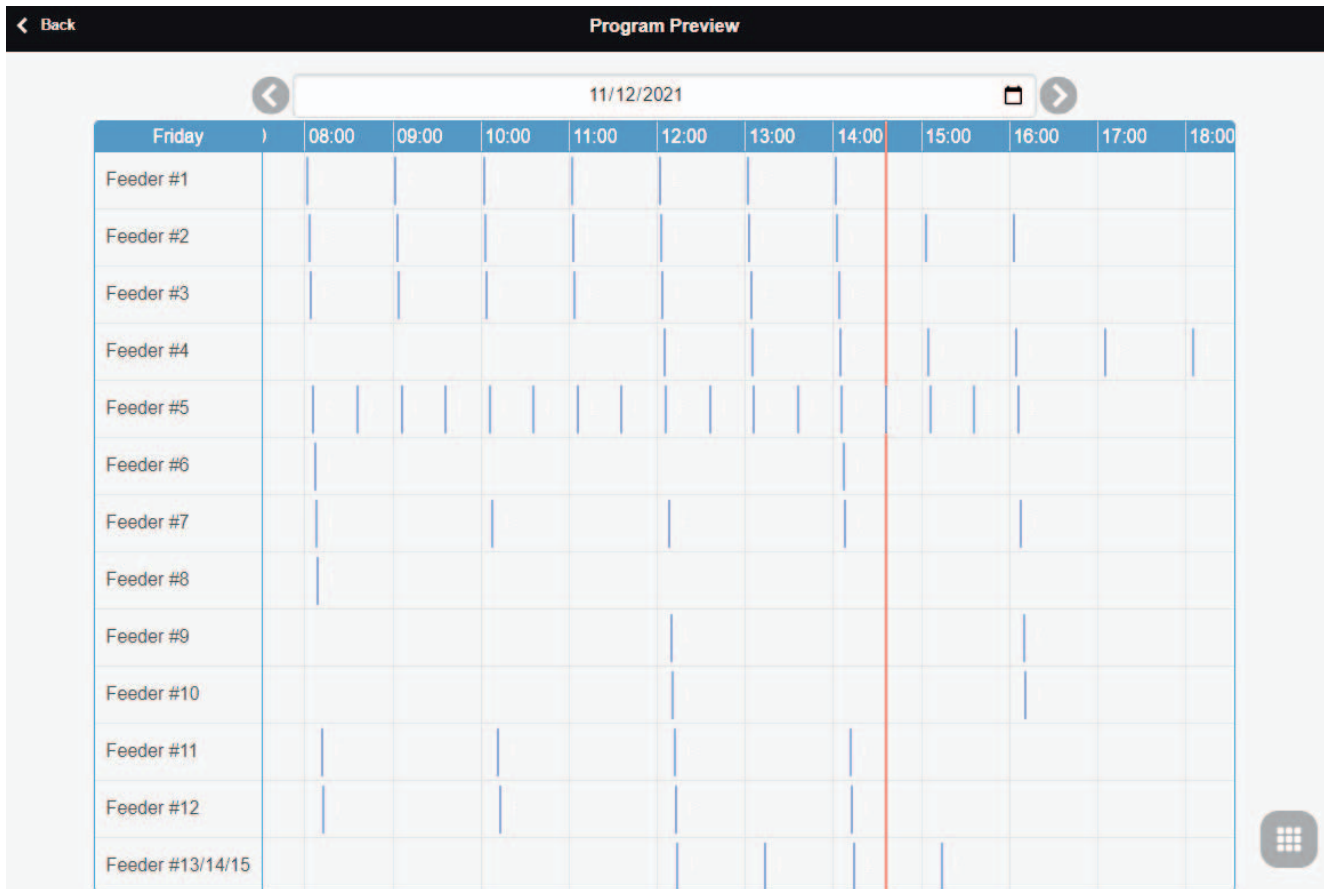 Back
Program Preview
11/12/2021
Friday 08:00 09:00 10:00 11:00 12:00 13:00 14:00 15:00 16:00 17:00 18:00
Feeder #1
Feeder #2
Feeder #3
Feeder #4
Feeder #5
Feeder #6
Feeder #7
Feeder #8
Feeder #9
Feeder #10
Feeder #11
Feeder #12
Feeder #13/14/15